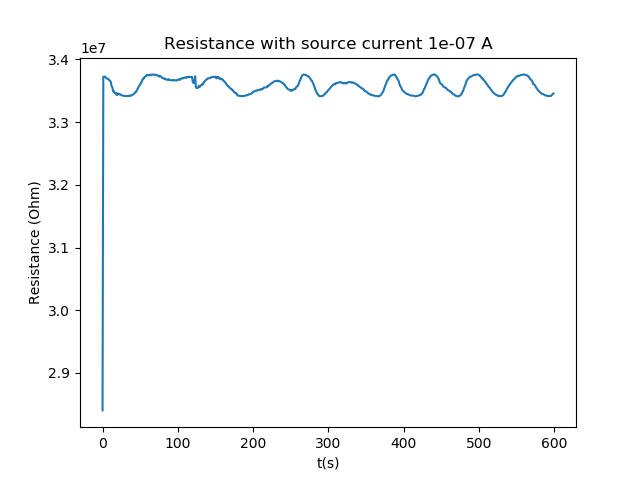 Resistance with source current 1e-07 A
1e7
3.4
3.3
3.2
3.1
3.0
2.9
Resistance (Ohm)
0 100 200 300 400 500 600
t(s)